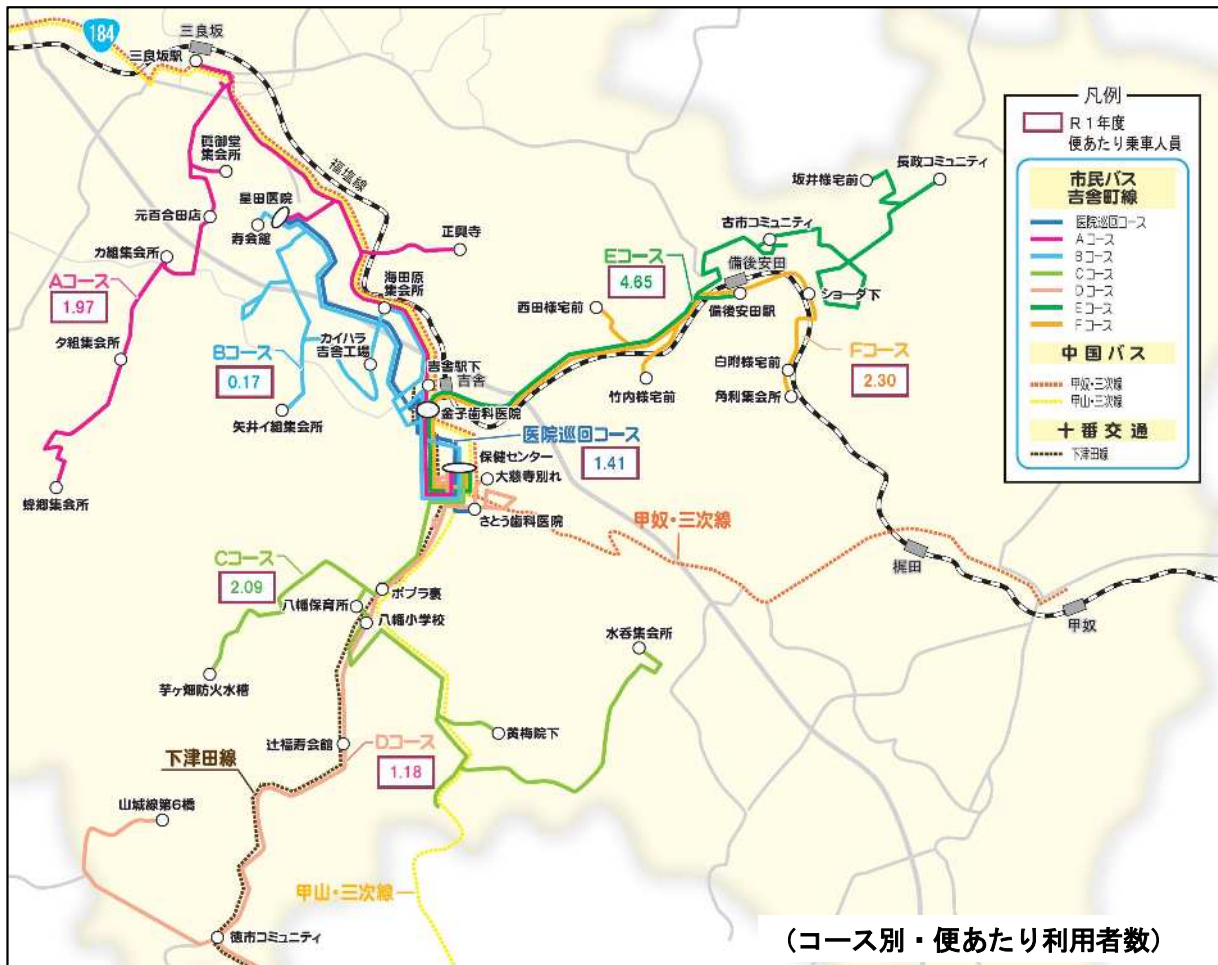 184
三良坂
三良坂駅
真御堂
集会所
福塩線
星田医院
寿会館
元百合田店
カ組集会所
正興寺
Aコース
1.97
海田原
集会所
カイハラ
吉舎工場
タ組集会所
Bコース
0.17
矢井イ組集会所
吉舎駅下
吉舎
金子歯科医院
蜂郷集会所
医院巡回コース
1.41
保健センター
大慈寺別れ
さとう歯科医院
Eコース
4.65
坂井様宅前
長政コミュニティ
古市コミュニティ
備後安田
備後安田駅
ショーダ下
西田様宅前
竹内様宅前
Fコース
2.30
白附様宅前
角利集会所
甲奴・三次線
梶田
甲奴
Cコース
2.09
ポプラ裏
八幡保育所
八幡小学校
水呑集会所
芋ヶ畑防火水槽
黄梅院下
辻福寿会館
Dコース
1.18
下津田線
山城線第6橋
甲山・三次線
徳市コミュニティ
凡例
R1年度
便あたり乗車人員
市民バス
吉舎町線
医院巡回コース
Aコース
Bコース
Cコース
Dコース
Eコース
Fコース
中国バス
甲奴・三次線
甲山・三次線
十番交通
下津田線
(コース別・便あたり利用者数)